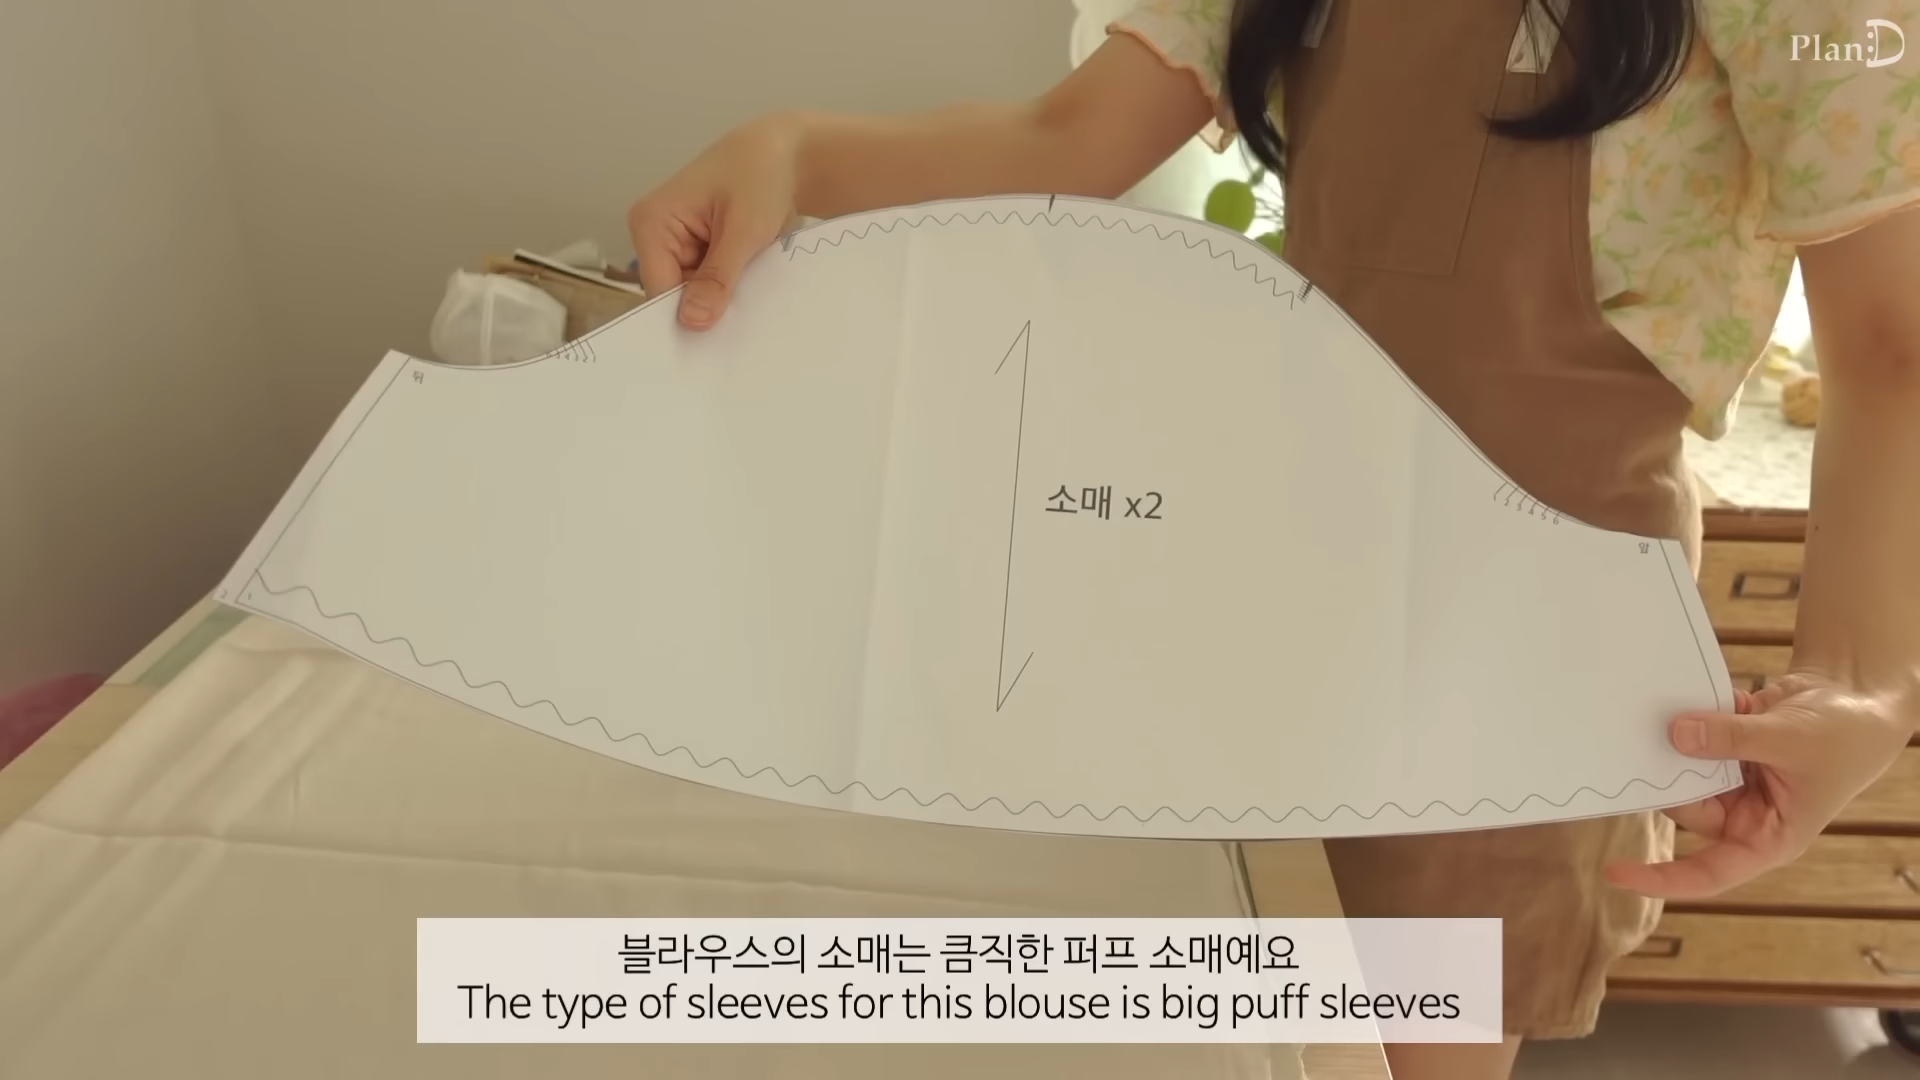 Plan:D
뒤
소매 x2
앞
블라우스의 소매는 큼직한 퍼프 소매예요
The type of sleeves for this blouse is big puff sleeves